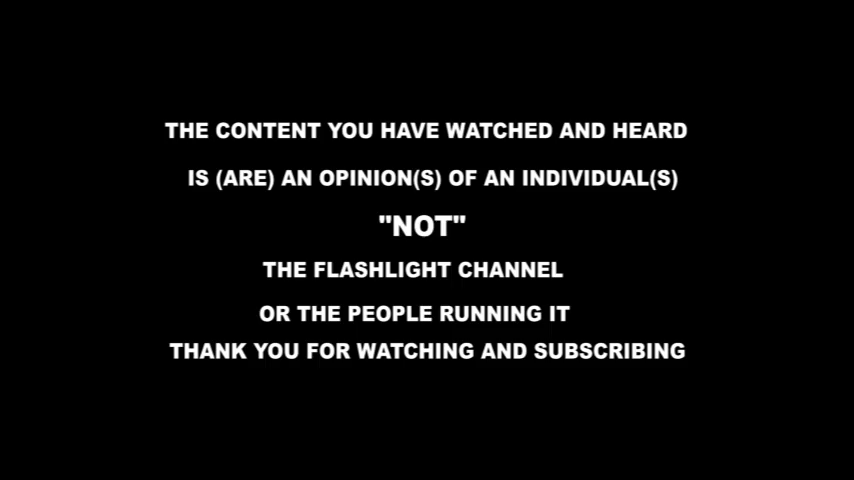 THE CONTENT YOU HAVE WATCHED AND HEARD
IS (ARE) AN OPINION(S) OF AN INDIVIDUAL(S)
"NOT"
THE FLASHLIGHT CHANNEL
OR THE PEOPLE RUNNING IT
THANK YOU FOR WATCHING AND SUBSCRIBING